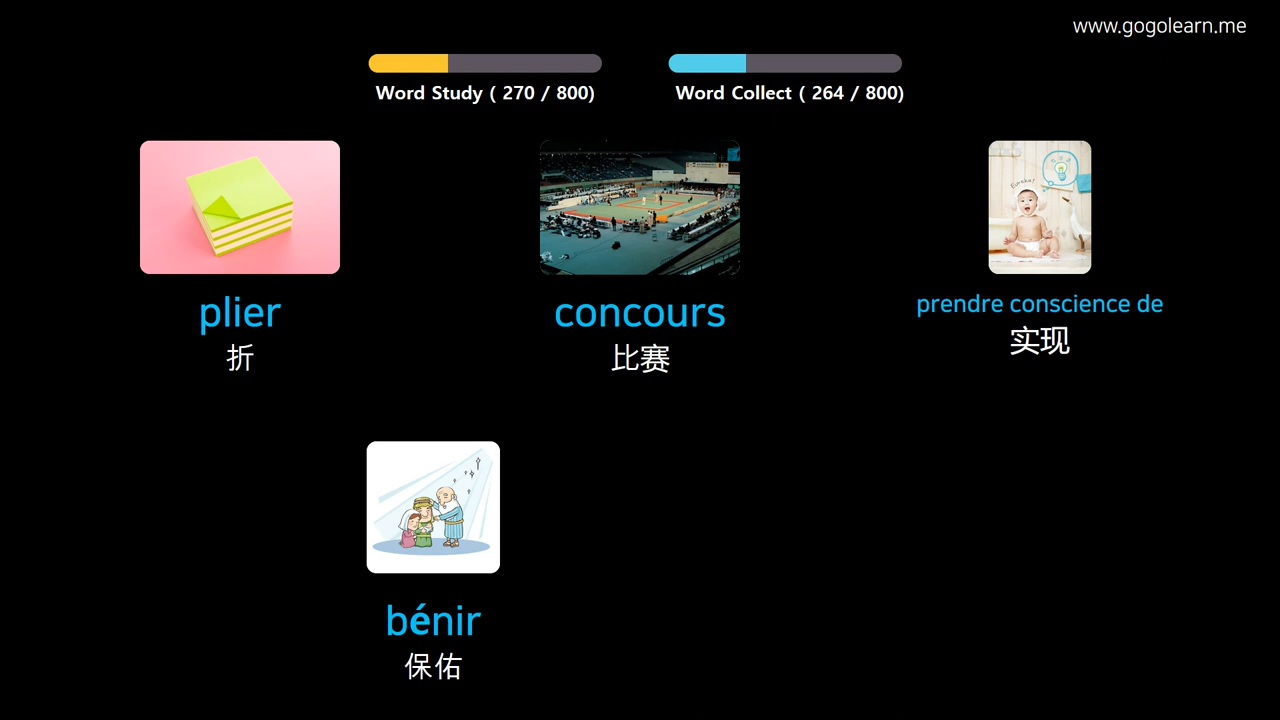 www.gogolearn.me
Word Study ( 270 / 800)
Word Collect ( 264 / 800)
Eureka!
plier
折
concours
比赛
prendre conscience de
实现
bénir
保佑